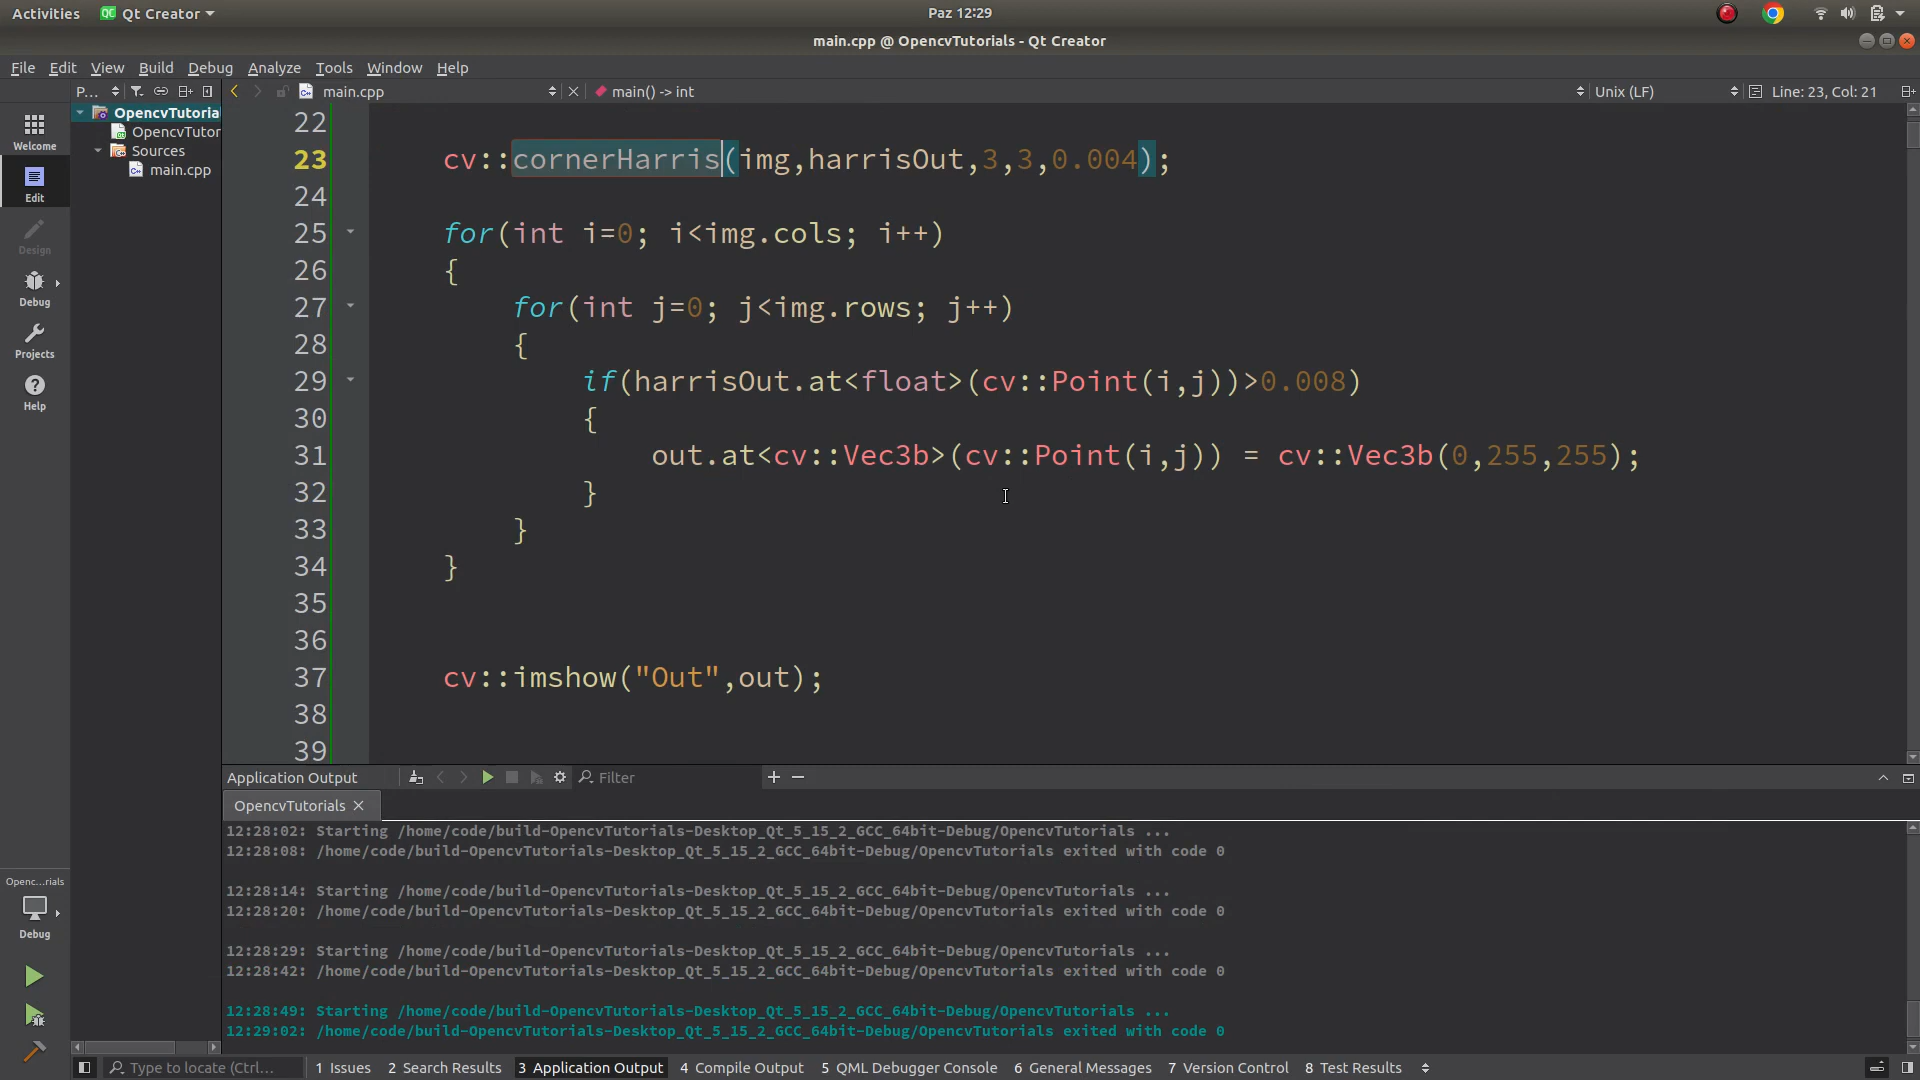 Activities Qt Creator Paz 12:29
main.cpp @ OpencvTutorials - Qt Creator
File Edit View Build Debug Analyze Tools Window Help
P... main.cpp main() -> int Unix (LF) Line: 23, Col: 21
OpencvTutoria
OpencvTutor
Sources
main.cpp
Welcome
Edit
Design
Debug
Projects
Help
22
23 cv::cornerHarris(img,harrisOut,3,3,0.004);
24
25 for(int i=0; i<img.cols; i++)
26 {
27 for(int j=0; j<img.rows; j++)
28 {
29 if(harrisOut.at<float>(cv::Point(i,j))>0.008)
30 {
31 out.at<cv::Vec3b>(cv::Point(i,j)) = cv::Vec3b(0,255,255);
32 }
33 }
34 }
35
36
37 cv::imshow("Out",out);
38
39
Application Output Filter
OpencvTutorials
12:28:02: Starting /home/code/build-OpencvTutorials-Desktop_Qt_5_15_2_GCC_64bit-Debug/OpencvTutorials ...
12:28:08: /home/code/build-OpencvTutorials-Desktop_Qt_5_15_2_GCC_64bit-Debug/OpencvTutorials exited with code 0
12:28:14: Starting /home/code/build-OpencvTutorials-Desktop_Qt_5_15_2_GCC_64bit-Debug/OpencvTutorials ...
12:28:20: /home/code/build-OpencvTutorials-Desktop_Qt_5_15_2_GCC_64bit-Debug/OpencvTutorials exited with code 0
12:28:29: Starting /home/code/build-OpencvTutorials-Desktop_Qt_5_15_2_GCC_64bit-Debug/OpencvTutorials ...
12:28:42: /home/code/build-OpencvTutorials-Desktop_Qt_5_15_2_GCC_64bit-Debug/OpencvTutorials exited with code 0
12:28:49: Starting /home/code/build-OpencvTutorials-Desktop_Qt_5_15_2_GCC_64bit-Debug/OpencvTutorials ...
12:29:02: /home/code/build-OpencvTutorials-Desktop_Qt_5_15_2_GCC_64bit-Debug/OpencvTutorials exited with code 0
Openc...rials
Debug
Type to locate (Ctrl... 1 Issues 2 Search Results 3 Application Output 4 Compile Output 5 QML Debugger Console 6 General Messages 7 Version Control 8 Test Results